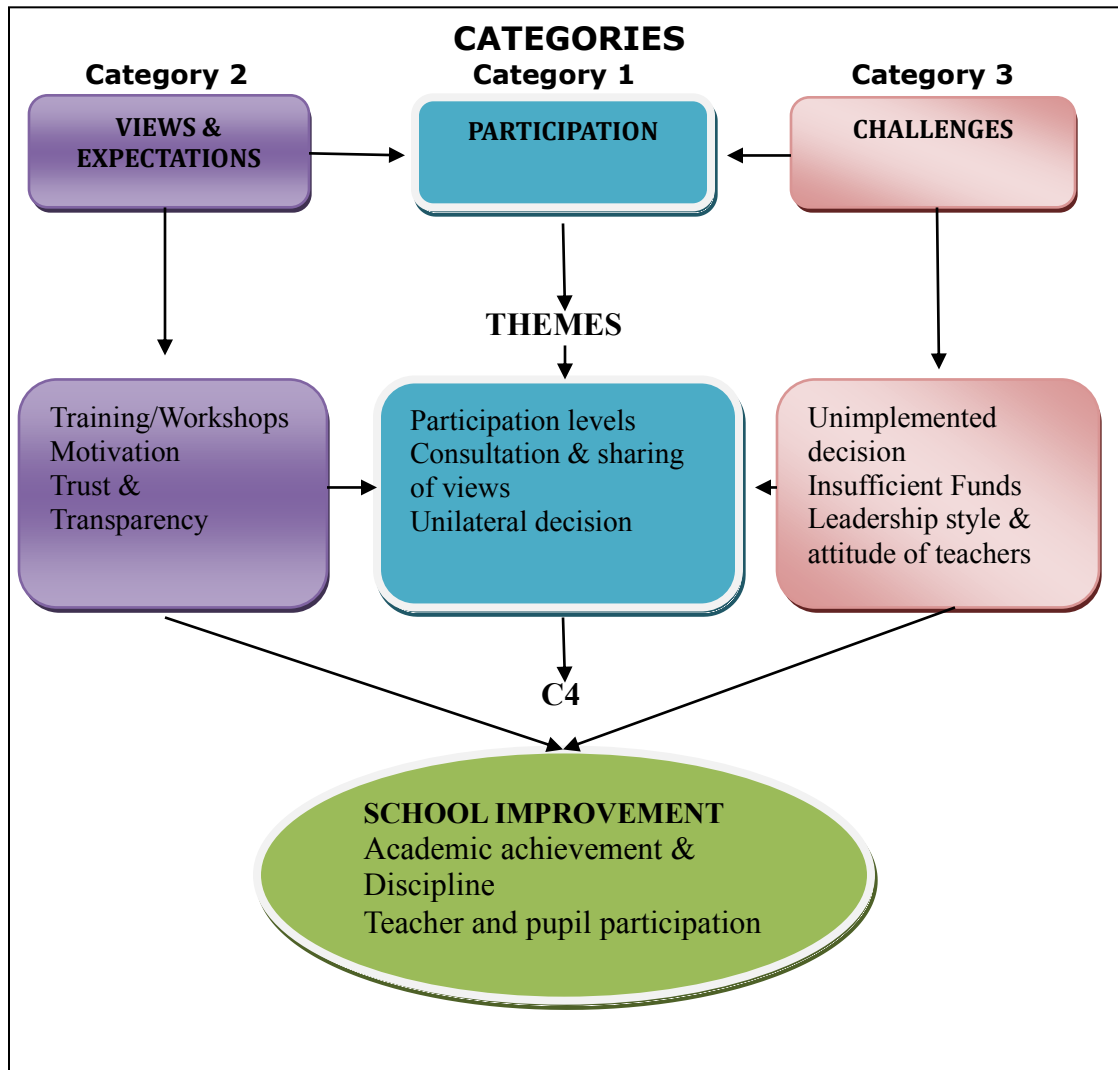 CATEGORIES
Category 2
Category 1
Category 3
VIEWS &
EXPECTATIONS
PARTICIPATION
CHALLENGES
THEMES
Training/Workshops
Motivation
Trust &
Transparency
Participation levels
Consultation & sharing
of views
Unilateral decision
Unimplemented
decision
Insufficient Funds
Leadership style &
attitude of teachers
C4
SCHOOL IMPROVEMENT
Academic achievement &
Discipline
Teacher and pupil participation